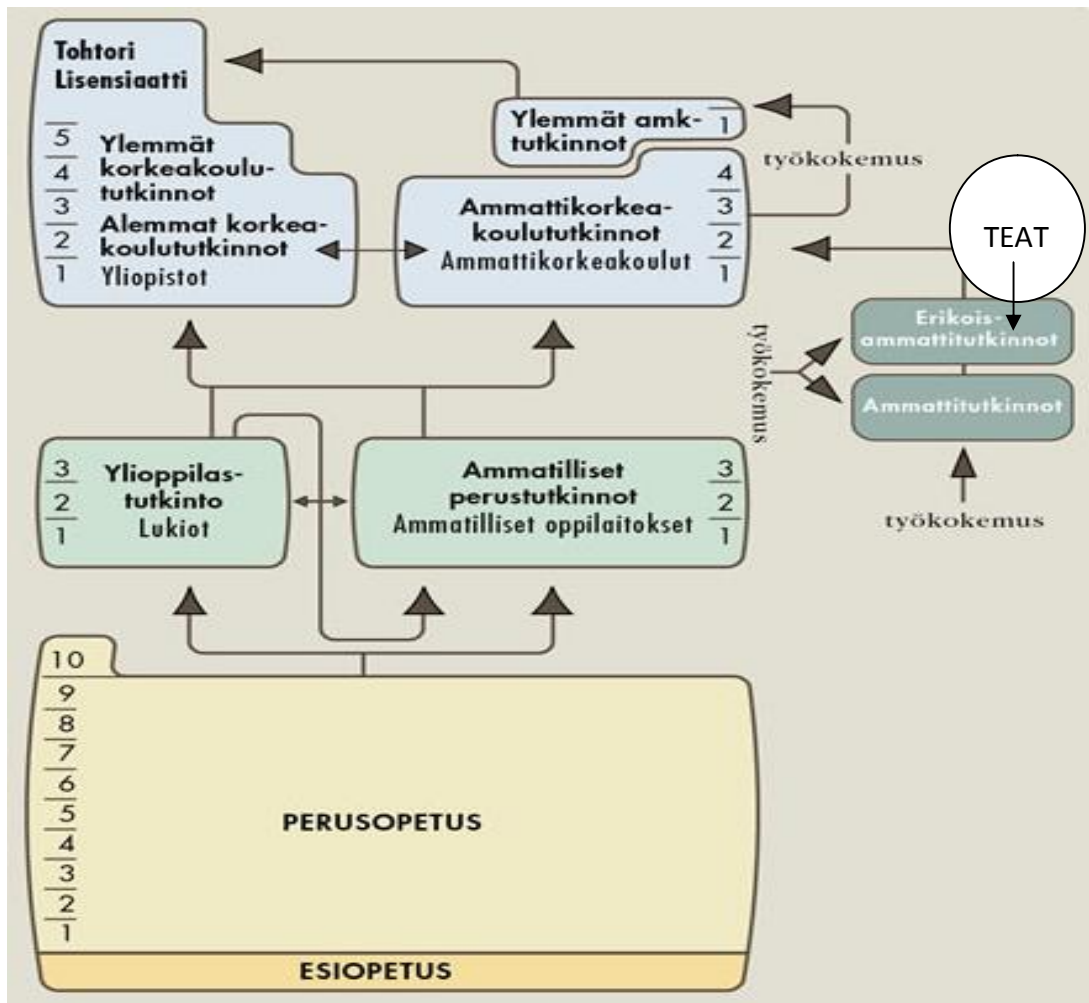 Tohtori
Lisensiaatti
5
4
3
2
1
Ylemmät
korkeakoulu-
tutkinnot
Alemmat korkea-
koulututkinnot
Yliopistot
Ylemmät amk-
tutkinnot
1
työkokemus
Ammattikorkea-
koulututkinnot
Ammattikorkeakoulut
4
3
2
1
TEAT
Erikois-
ammattitutkinnot
Ammattitutkinnot
työkokemus
työkokemus
3
2
1
Ylioppilas-
tutkinto
Lukiot
Ammatilliset
perustutkinnot
Ammatilliset oppilaitokset
3
2
1
10
9
8
7
6
5
4
3
2
1
PERUSOPETUS
ESIOPETUS